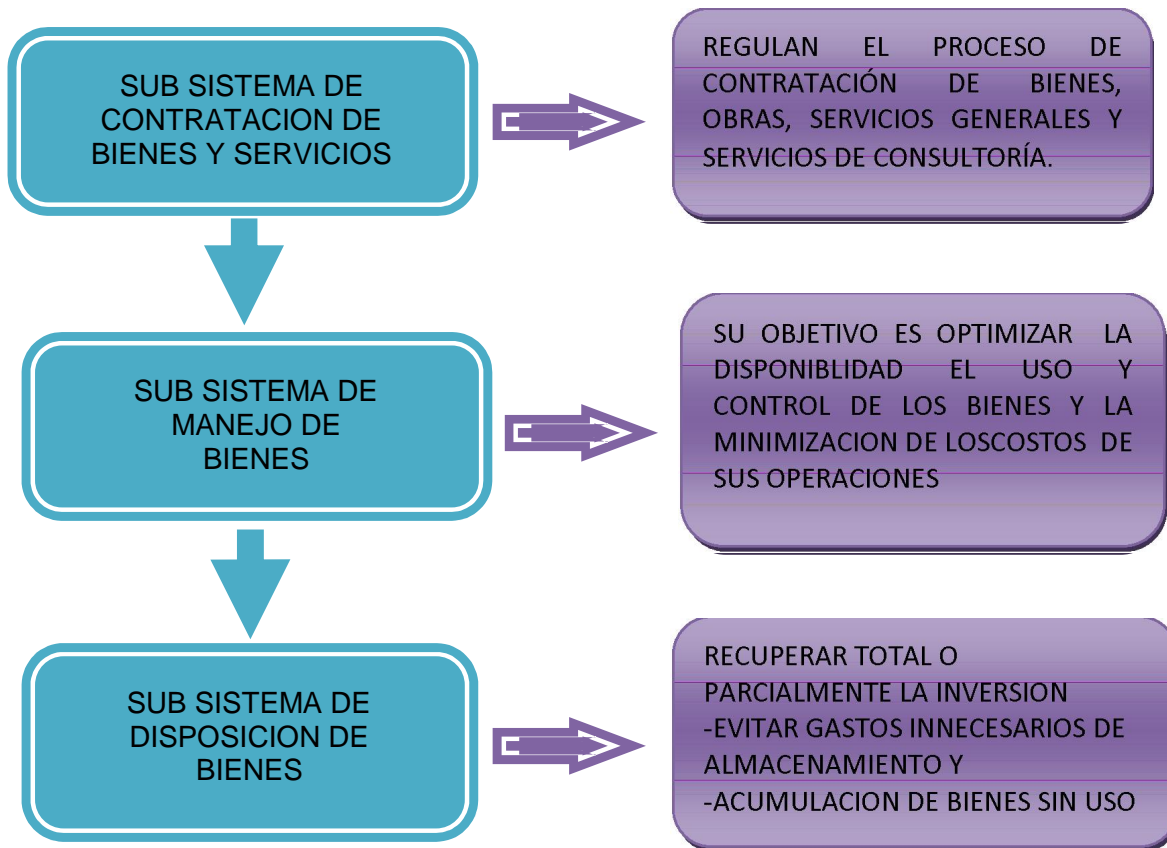 SUB SISTEMA DE
CONTRATACION DE
BIENES Y SERVICIOS
REGULAN EL PROCESO DE
CONTRATACIÓN DE BIENES,
OBRAS, SERVICIOS GENERALES Y
SERVICIOS DE CONSULTORÍA.
SUB SISTEMA DE
MANEJO DE
BIENES
SU OBJETIVO ES OPTIMIZAR LA
DISPONIBLIDAD EL USO Y
CONTROL DE LOS BIENES Y LA
MINIMIZACION DE LOSCOSTOS DE
SUS OPERACIONES
SUB SISTEMA DE
DISPOSICION DE
BIENES
RECUPERAR TOTAL O
PARCIALMENTE LA INVERSION
-EVITAR GASTOS INNECESARIOS DE
ALMACENAMIENTO Y
-ACUMULACION DE BIENES SIN USO